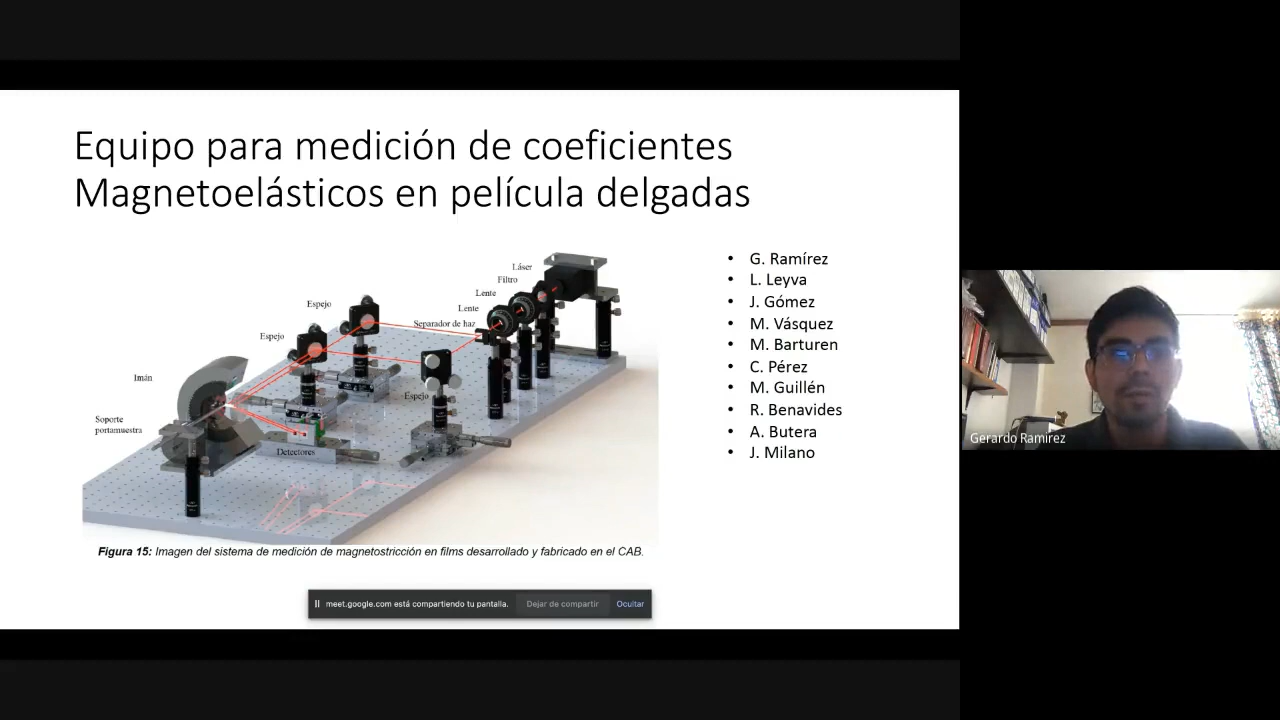 Equipo para medición de coeficientes
Magnetoelásticos en película delgadas
Láser
Filtro
Lente
Lente
Separador de haz
Espejo
Espejo
Imán
Espejo
Soporte
portamuestra
Detectores
Figura 15: Imagen del sistema de medición de magnetostricción en films desarrollado y fabricado en el CAB.
• G. Ramírez
• L. Leyva
• J. Gómez
• M. Vásquez
• M. Barturen
• C. Pérez
• M. Guillén
• R. Benavides
• A. Butera
• J. Milano
meet.google.com está compartiendo tu pantalla. Dejar de compartir Ocultar
Gerardo Ramirez